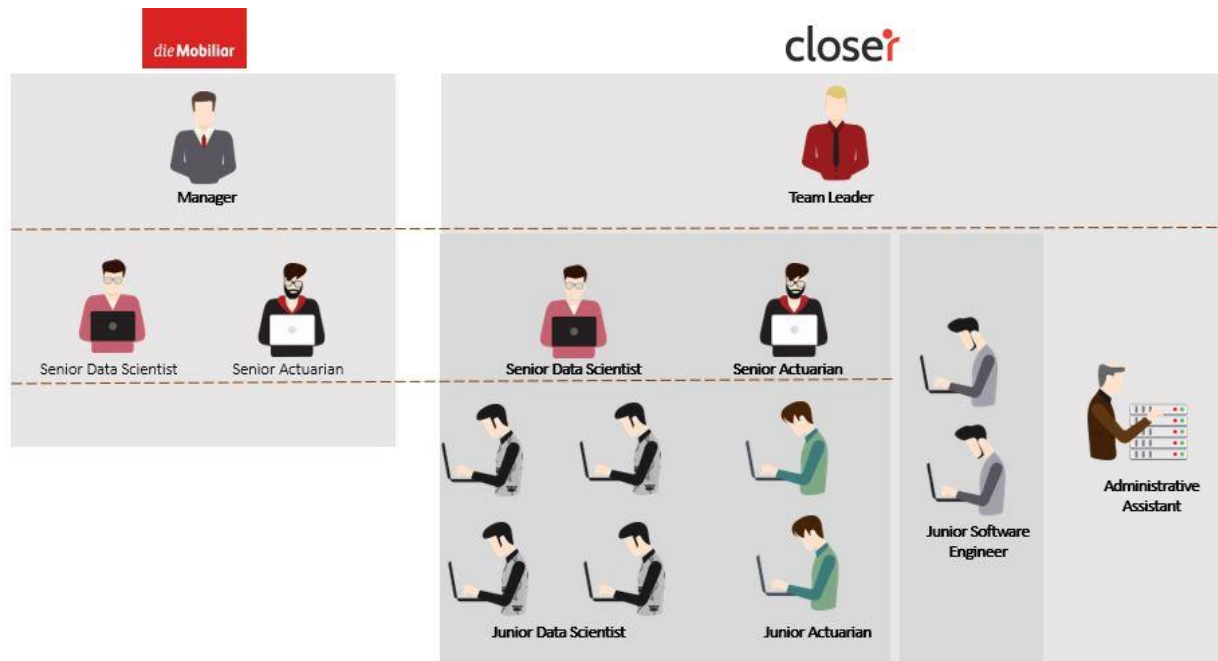 die Mobiliar
closer
Manager
Team Leader
Senior Data Scientist
Senior Actuarian
Senior Data Scientist
Senior Actuarian
Administrative
Assistant
Junior Software
Engineer
Junior Data Scientist
Junior Actuarian